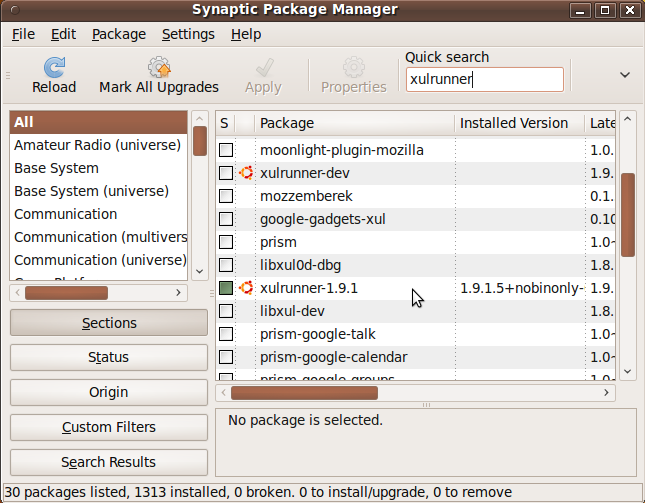 Synaptic Package Manager
File Edit Package Settings Help
Reload
Mark All Upgrades
Apply
Properties
Quick search
xulrunner
All
Amateur Radio (universe)
Base System
Base System (universe)
Communication
Communication (multivers
Communication (universe)
Sections
Status
Origin
Custom Filters
Search Results
S Package Installed Version Late
moonlight-plugin-mozilla 1.0.
xulrunner-dev 1.9.
mozzemberek 0.1.
google-gadgets-xul 0.10
prism 1.0~
libxul0d-dbg 1.8.
xulrunner-1.9.1 1.9.1.5+nobinonly- 1.9.
libxul-dev 1.8.
prism-google-talk 1.0~
prism-google-calendar 1.0~
prism-google-groups 1.0~
No package is selected.
30 packages listed, 1313 installed, 0 broken. 0 to install/upgrade, 0 to remove